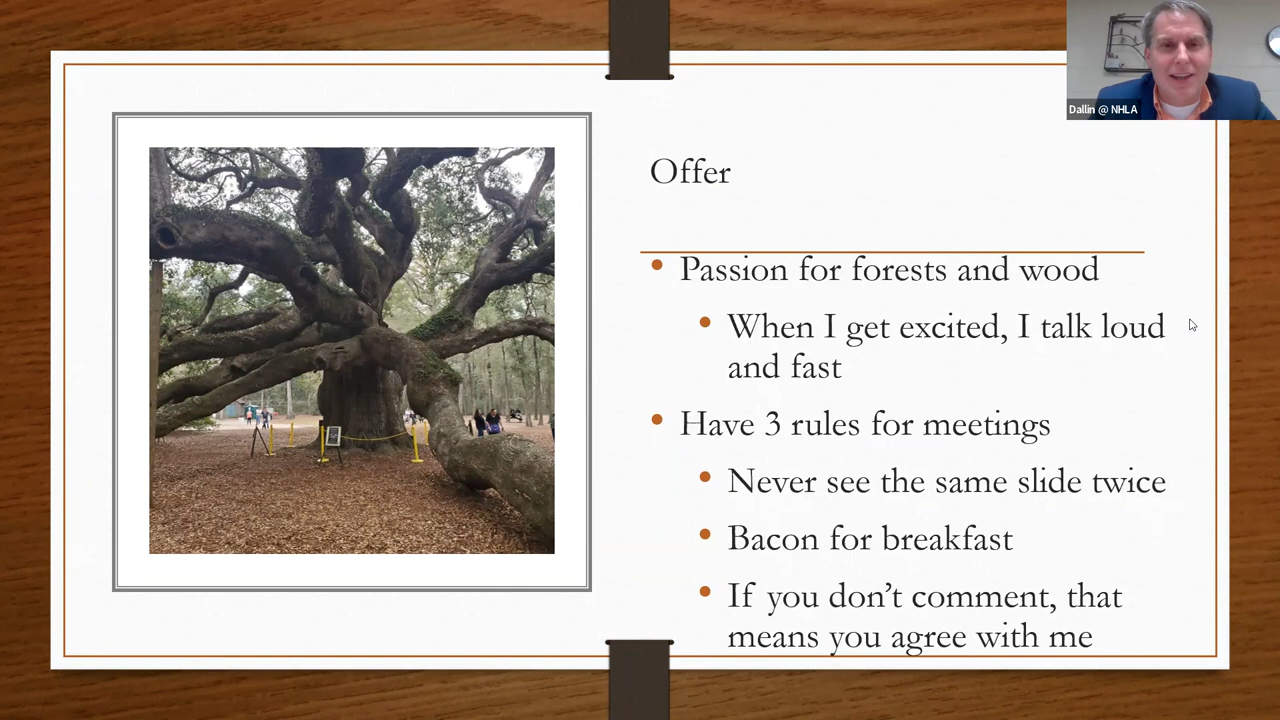 Dallin @ NHLA
Offer
• Passion for forests and wood
• When I get excited, I talk loud
and fast
• Have 3 rules for meetings
• Never see the same slide twice
• Bacon for breakfast
• If you don’t comment, that
means you agree with me